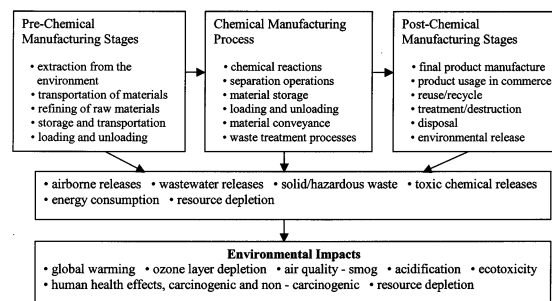 Pre-Chemical
Manufacturing Stages
• extraction from the
environment
• transportation of materials
• refining of raw materials
• storage and transportation
• loading and unloading
Chemical Manufacturing
Process
• chemical reactions
• separation operations
• material storage
• loading and unloading
• material conveyance
• waste treatment processes
Post-Chemical
Manufacturing Stages
• final product manufacture
• product usage in commerce
• reuse/recycle
• treatment/destruction
• disposal
• environmental release
• airborne releases • wastewater releases • solid/hazardous waste • toxic chemical releases
• energy consumption • resource depletion
Environmental Impacts
• global warming • ozone layer depletion • air quality - smog • acidification • ecotoxicity
• human health effects, carcinogenic and non - carcinogenic • resource depletion